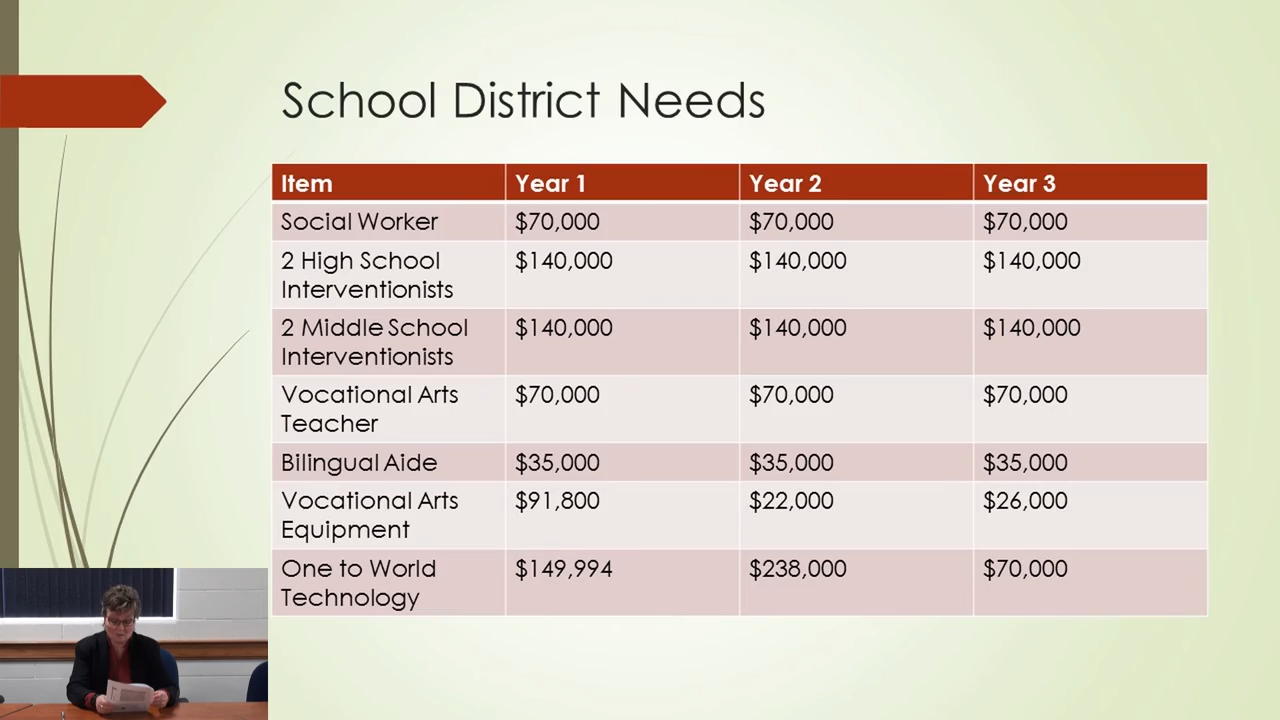 School District Needs
Item Year 1 Year 2 Year 3
Social Worker $70,000 $70,000 $70,000
2 High School $140,000 $140,000 $140,000
Interventionists
2 Middle School $140,000 $140,000 $140,000
Interventionists
Vocational Arts $70,000 $70,000 $70,000
Teacher
Bilingual Aide $35,000 $35,000 $35,000
Vocational Arts $91,800 $22,000 $26,000
Equipment
One to World $149,994 $238,000 $70,000
Technology